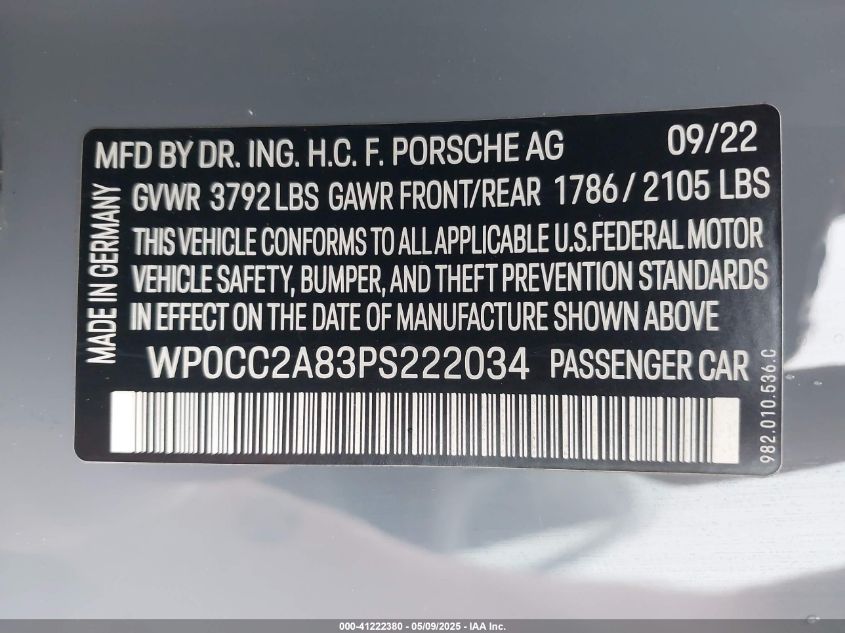 MFD BY DR. ING. H.C. F. PORSCHE AG 09/22
GVWR 3792 LBS GAWR FRONT/REAR 1786 / 2105 LBS
THIS VEHICLE CONFORMS TO ALL APPLICABLE U.S. FEDERAL MOTOR
VEHICLE SAFETY, BUMPER, AND THEFT PREVENTION STANDARDS
IN EFFECT ON THE DATE OF MANUFACTURE SHOWN ABOVE
WP0CC2A83PS222034 PASSENGER CAR
MADE IN GERMANY
982.010.536.C
000-41222380 - 05/09/2025 - IAA Inc.